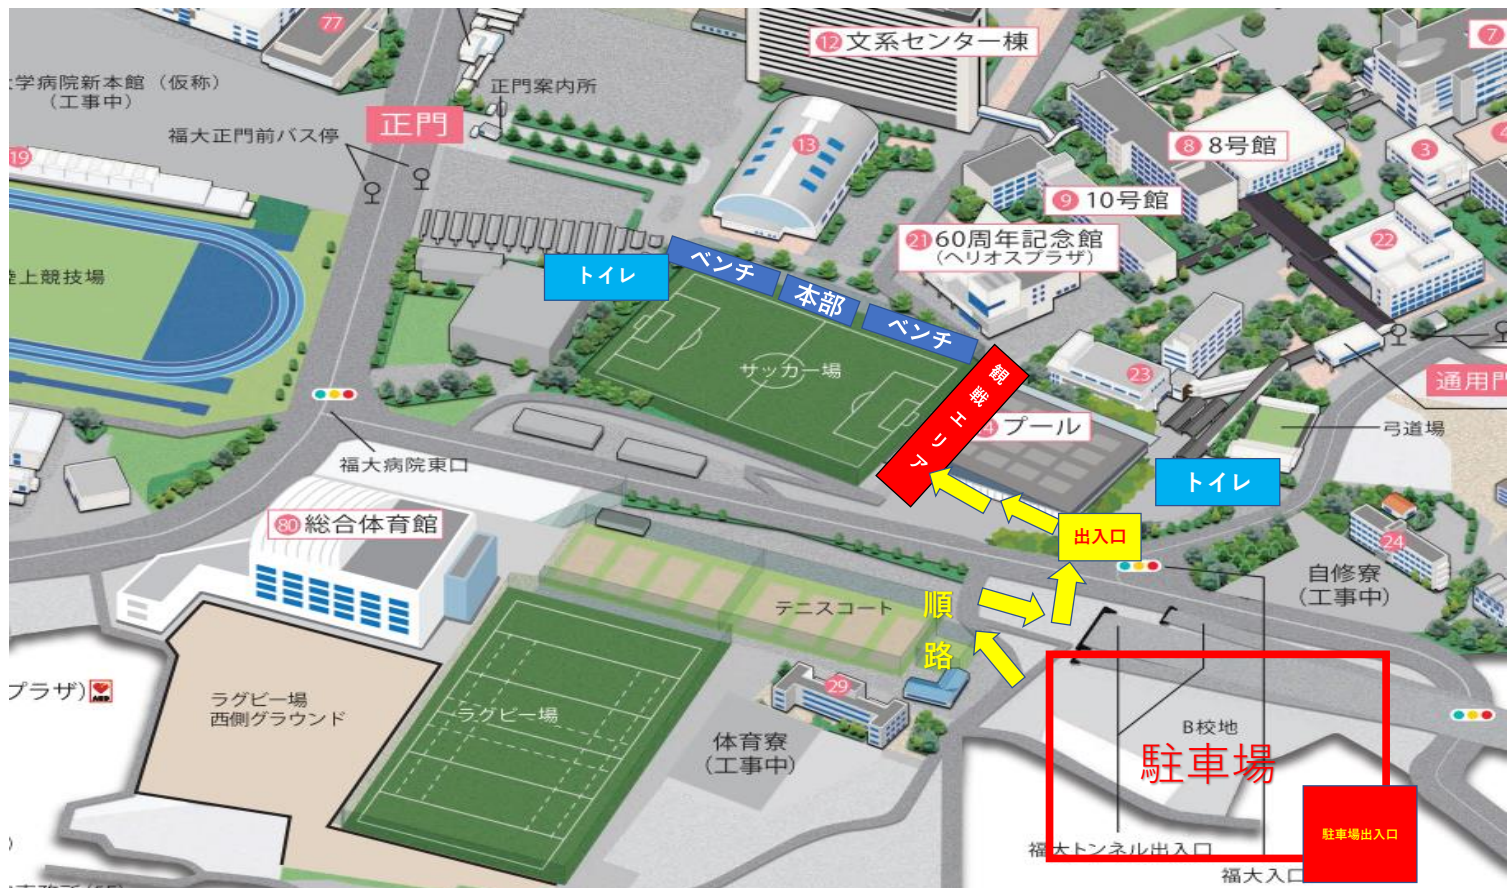 77
12 文系センター棟
7
学病院新本館（仮称）
（工事中）
正門案内所
正門
福大正門前バス停
13
8 8号館
3
4
19
9 10号館
21 60周年記念館
（ヘリオスプラザ）
22
陸上競技場
トイレ
ベンチ
本部
ベンチ
サッカー場
観戦エリア
23
通用門
プール
弓道場
福大病院東口
トイレ
80 総合体育館
出入口
24
自修寮
（工事中）
テニスコート
順路
プラザ）
AED
ラグビー場
西側グラウンド
ラグビー場
29
体育寮
（工事中）
B校地
駐車場
駐車場出入口
福大トンネル出入口
福大入口